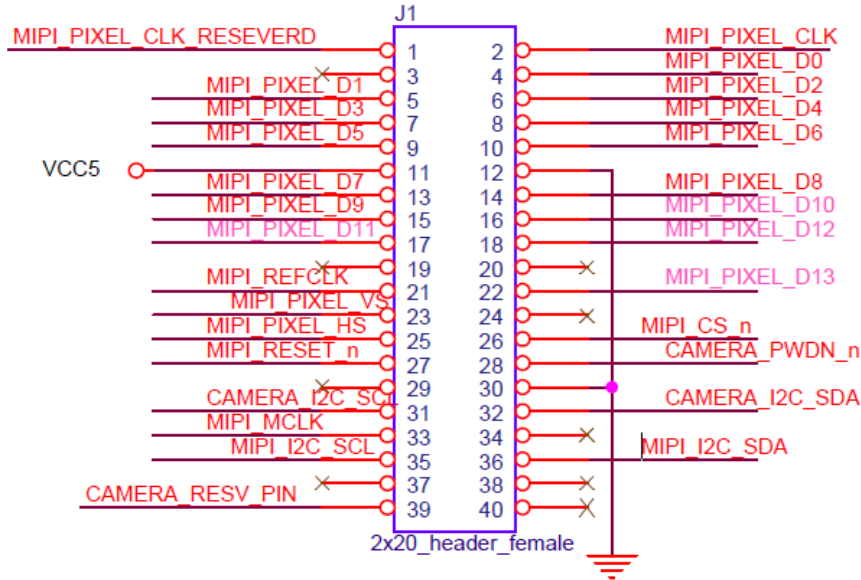 J1
MIPI_PIXEL_CLK_RESEVERD 1 2 MIPI_PIXEL_CLK
3 4 MIPI_PIXEL_D0
MIPI_PIXEL_D1 5 6 MIPI_PIXEL_D2
MIPI_PIXEL_D3 7 8 MIPI_PIXEL_D4
MIPI_PIXEL_D5 9 10 MIPI_PIXEL_D6
VCC5 11 12
MIPI_PIXEL_D7 13 14 MIPI_PIXEL_D8
MIPI_PIXEL_D9 15 16 MIPI_PIXEL_D10
MIPI_PIXEL_D11 17 18 MIPI_PIXEL_D12
19 20
MIPI_REFCLK 21 22 MIPI_PIXEL_D13
MIPI_PIXEL_VS 23 24
MIPI_PIXEL_HS 25 26 MIPI_CS_n
MIPI_RESET_n 27 28 CAMERA_PWDN_n
29 30
CAMERA_I2C_SCL 31 32 CAMERA_I2C_SDA
MIPI_MCLK 33 34
MIPI_I2C_SCL 35 36 MIPI_I2C_SDA
37 38
CAMERA_RESV_PIN 39 40
2x20_header_female